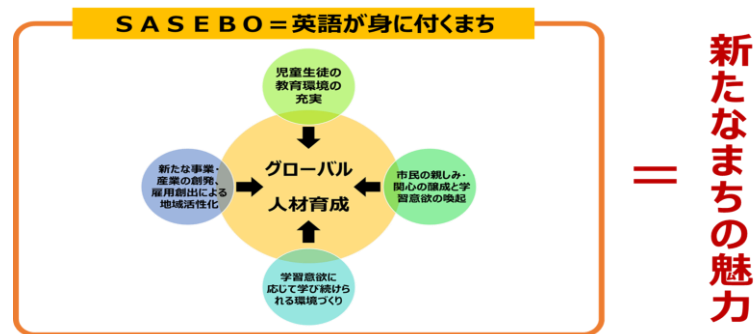 SASEBO=英語が身に付くまち
児童生徒の
教育環境の
充実
新たな事業・
産業の創発、
雇用創出による
地域活性化
グローバル
人材育成
市民の親しみ・
関心の醸成と学
習意欲の喚起
学習意欲に
応じて学び続けら
れる環境づくり
=
新たなまちの魅力